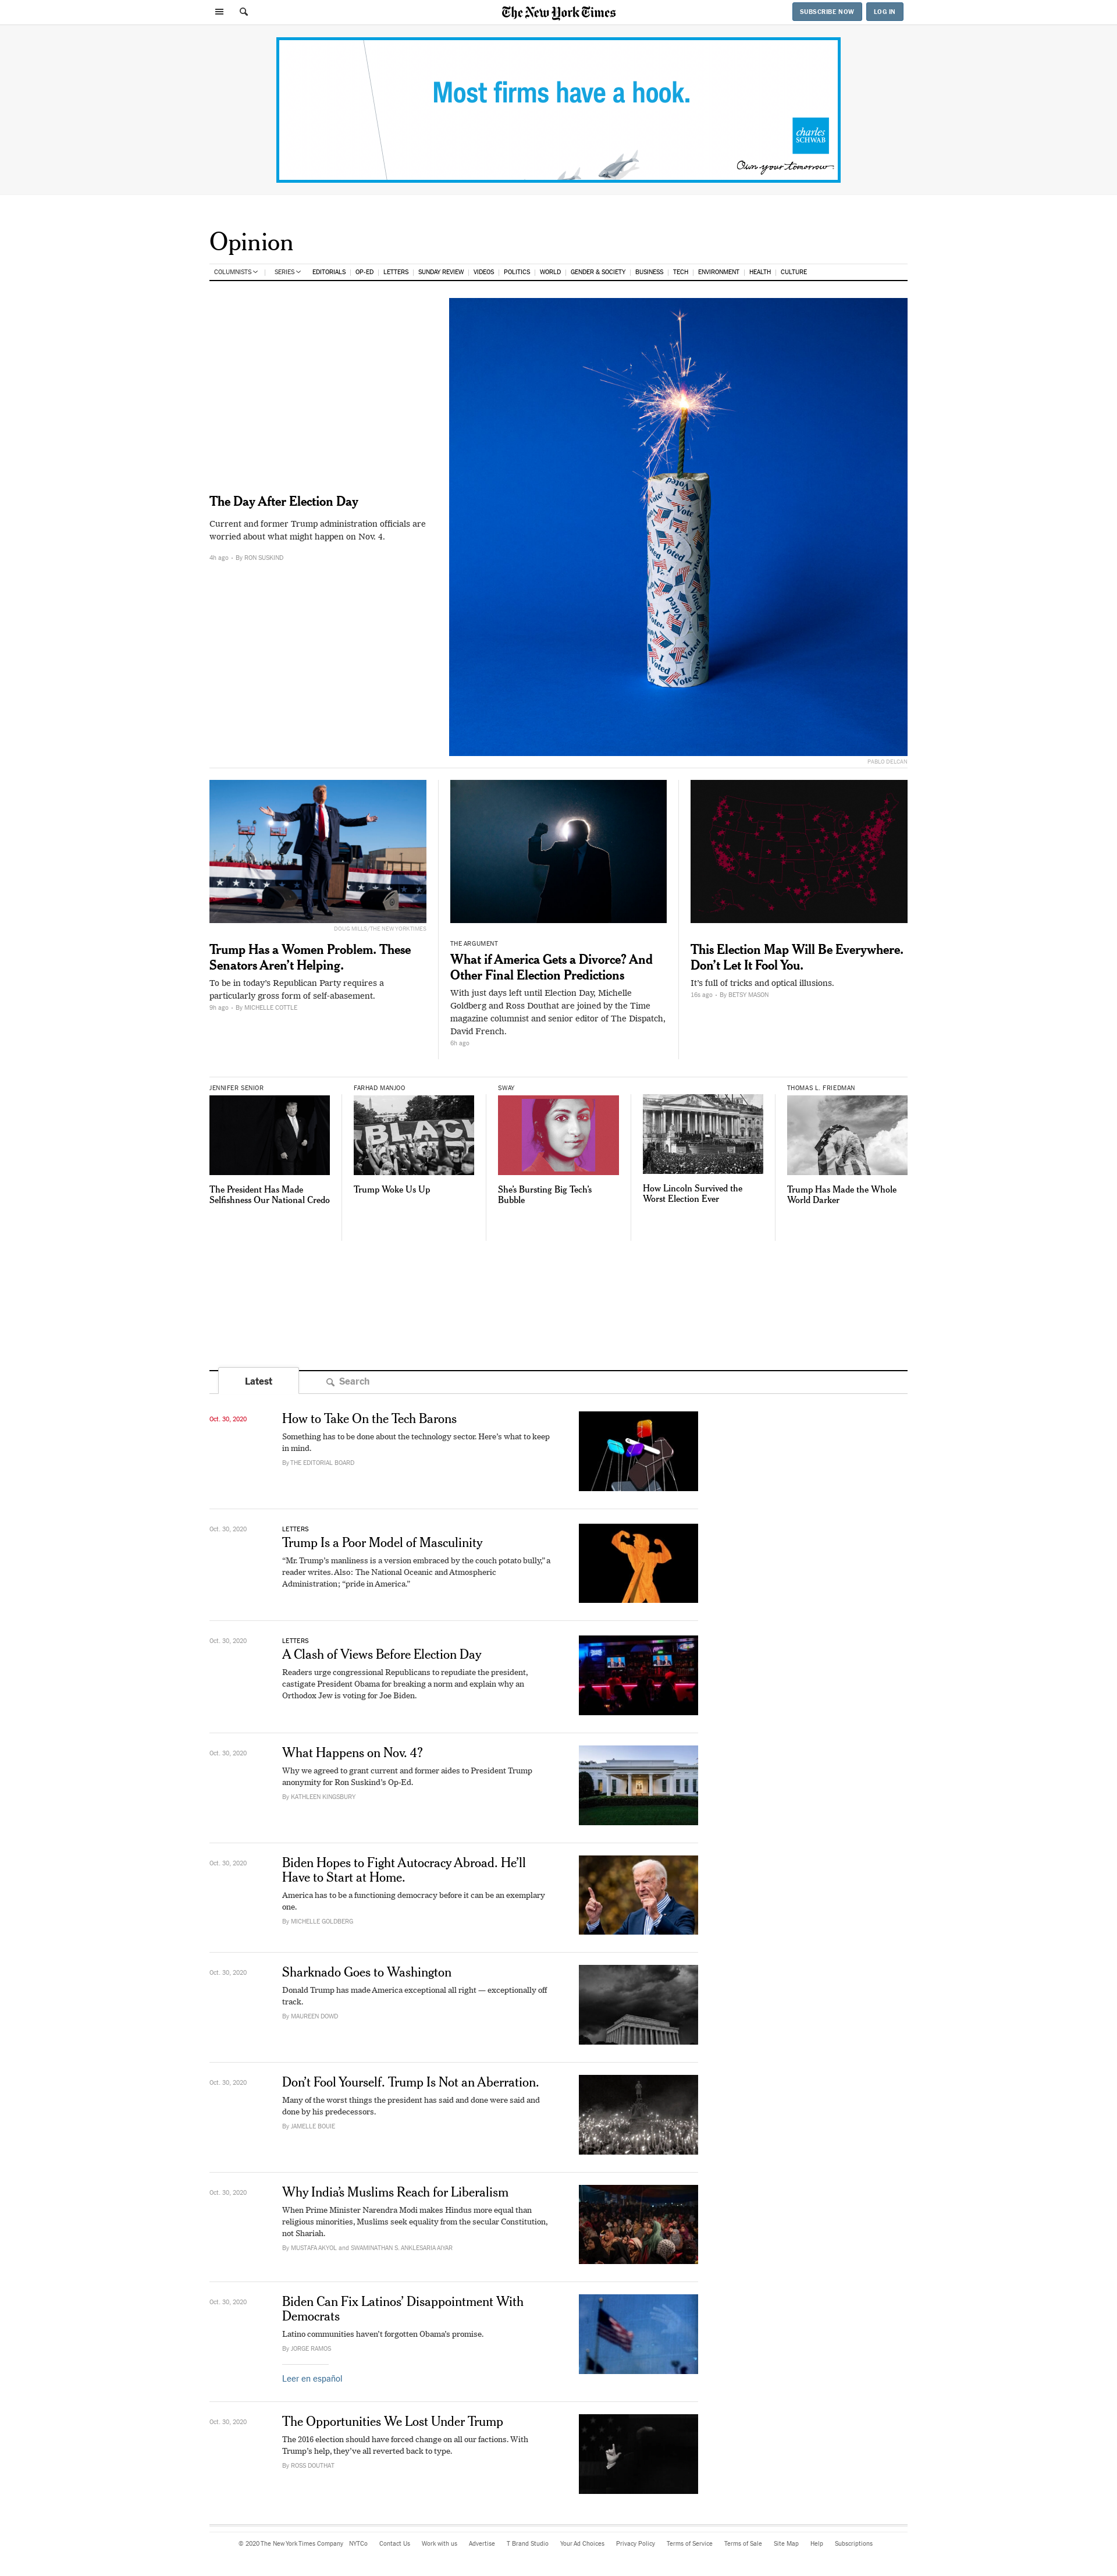 The New York Times
SUBSCRIBE NOW
LOG IN
Most firms have a hook.
charles
SCHWAB
Own your tomorrow.
Opinion
COLUMNISTS
SERIES
EDITORIALS
OP-ED
LETTERS
SUNDAY REVIEW
VIDEOS
POLITICS
WORLD
GENDER & SOCIETY
BUSINESS
TECH
ENVIRONMENT
HEALTH
CULTURE
I Voted
The Day After Election Day
Current and former Trump administration officials are
worried about what might happen on Nov. 4.
4h ago • By RON SUSKIND
PABLO DELCAN
DOUG MILLS/THE NEW YORK TIMES
Trump Has a Women Problem. These
Senators Aren’t Helping.
To be in today’s Republican Party requires a
particularly gross form of self-abasement.
9h ago • By MICHELLE COTTLE
THE ARGUMENT
What if America Gets a Divorce? And
Other Final Election Predictions
With just days left until Election Day, Michelle
Goldberg and Ross Douthat are joined by the Time
magazine columnist and senior editor of The Dispatch,
David French.
6h ago
This Election Map Will Be Everywhere.
Don’t Let It Fool You.
It’s full of tricks and optical illusions.
16s ago • By BETSY MASON
JENNIFER SENIOR
The President Has Made
Selfishness Our National Credo
FARHAD MANJOO
BLACK
Trump Woke Us Up
SWAY
She’s Bursting Big Tech’s
Bubble
How Lincoln Survived the
Worst Election Ever
THOMAS L. FRIEDMAN
Trump Has Made the Whole
World Darker
Latest
Search
Oct. 30, 2020
How to Take On the Tech Barons
Something has to be done about the technology sector. Here’s what to keep
in mind.
By THE EDITORIAL BOARD
Oct. 30, 2020
LETTERS
Trump Is a Poor Model of Masculinity
“Mr. Trump’s manliness is a version embraced by the couch potato bully,” a
reader writes. Also: The National Oceanic and Atmospheric
Administration; “pride in America.”
Oct. 30, 2020
LETTERS
A Clash of Views Before Election Day
Readers urge congressional Republicans to repudiate the president,
castigate President Obama for breaking a norm and explain why an
Orthodox Jew is voting for Joe Biden.
Oct. 30, 2020
What Happens on Nov. 4?
Why we agreed to grant current and former aides to President Trump
anonymity for Ron Suskind’s Op-Ed.
By KATHLEEN KINGSBURY
Oct. 30, 2020
Biden Hopes to Fight Autocracy Abroad. He’ll
Have to Start at Home.
America has to be a functioning democracy before it can be an exemplary
one.
By MICHELLE GOLDBERG
Oct. 30, 2020
Sharknado Goes to Washington
Donald Trump has made America exceptional all right — exceptionally off
track.
By MAUREEN DOWD
Oct. 30, 2020
Don’t Fool Yourself. Trump Is Not an Aberration.
Many of the worst things the president has said and done were said and
done by his predecessors.
By JAMELLE BOUIE
Oct. 30, 2020
Why India’s Muslims Reach for Liberalism
When Prime Minister Narendra Modi makes Hindus more equal than
religious minorities, Muslims seek equality from the secular Constitution,
not Shariah.
By MUSTAFA AKYOL and SWAMINATHAN S. ANKLESARIA AIYAR
Oct. 30, 2020
Biden Can Fix Latinos’ Disappointment With
Democrats
Latino communities haven’t forgotten Obama’s promise.
By JORGE RAMOS
Leer en español
Oct. 30, 2020
The Opportunities We Lost Under Trump
The 2016 election should have forced change on all our factions. With
Trump’s help, they’ve all reverted back to type.
By ROSS DOUTHAT
© 2020 The New York Times Company
NYTCo
Contact Us
Work with us
Advertise
T Brand Studio
Your Ad Choices
Privacy Policy
Terms of Service
Terms of Sale
Site Map
Help
Subscriptions